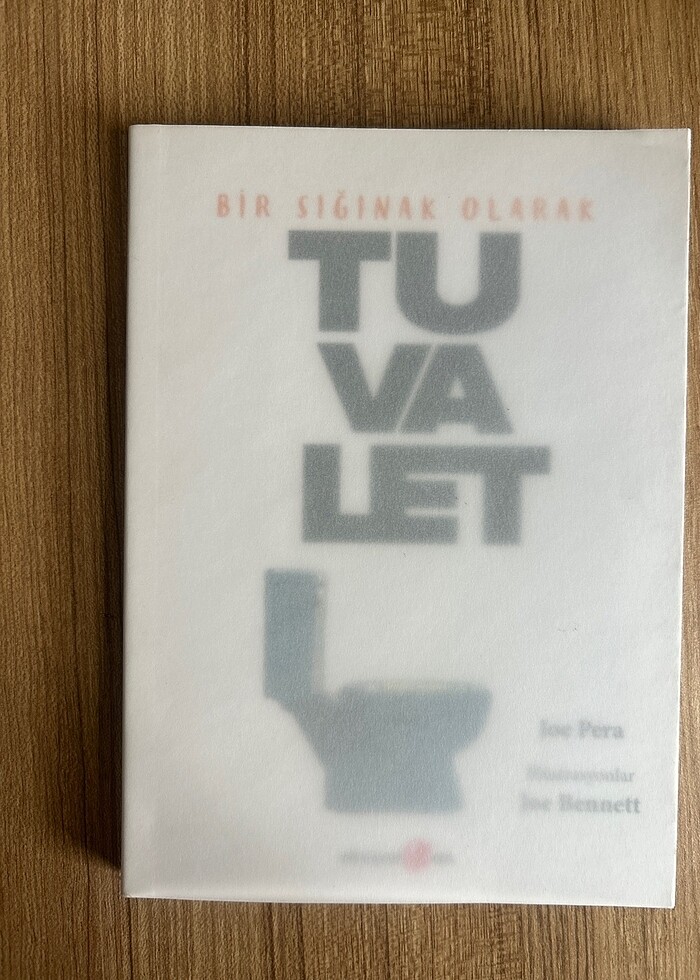 BİR SIĞINAK OLARAK
TU
VA
LET
Joe Pera
İllüstrasyonlar
Joe Bennett